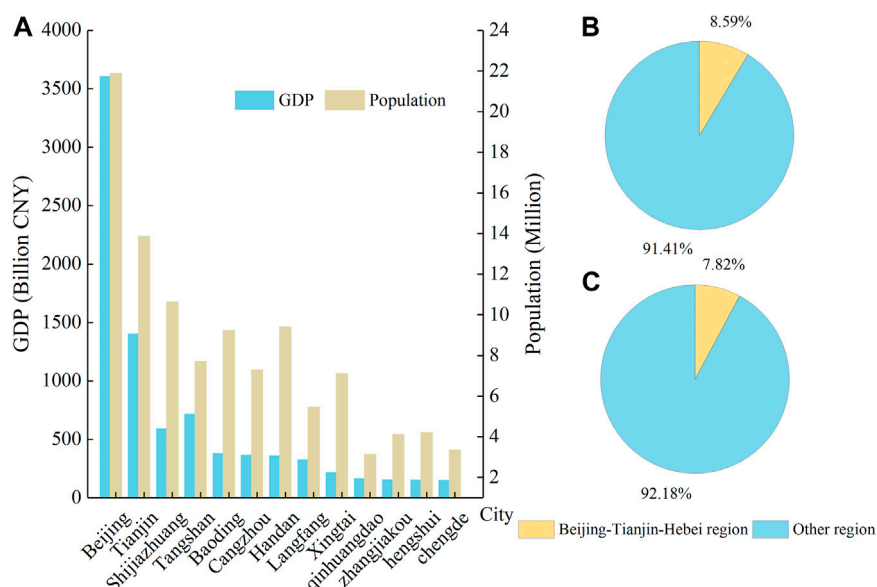 A
GDP (Billion CNY)
4000
3500
3000
2500
2000
1500
1000
500
0
GDP
Population
24
22
20
18
16
14
12
10
8
6
4
2
Population (Million)
City
Beijing
Tianjin
Shijiazhuang
Tangshan
Baoding
Cangzhou
Handan
Langfang
Xingtai
qinhuangdao
zhangjiakou
hengshui
chengde
B
8.59%
91.41%
C
7.82%
92.18%
Beijing-Tianjin-Hebei region
Other region